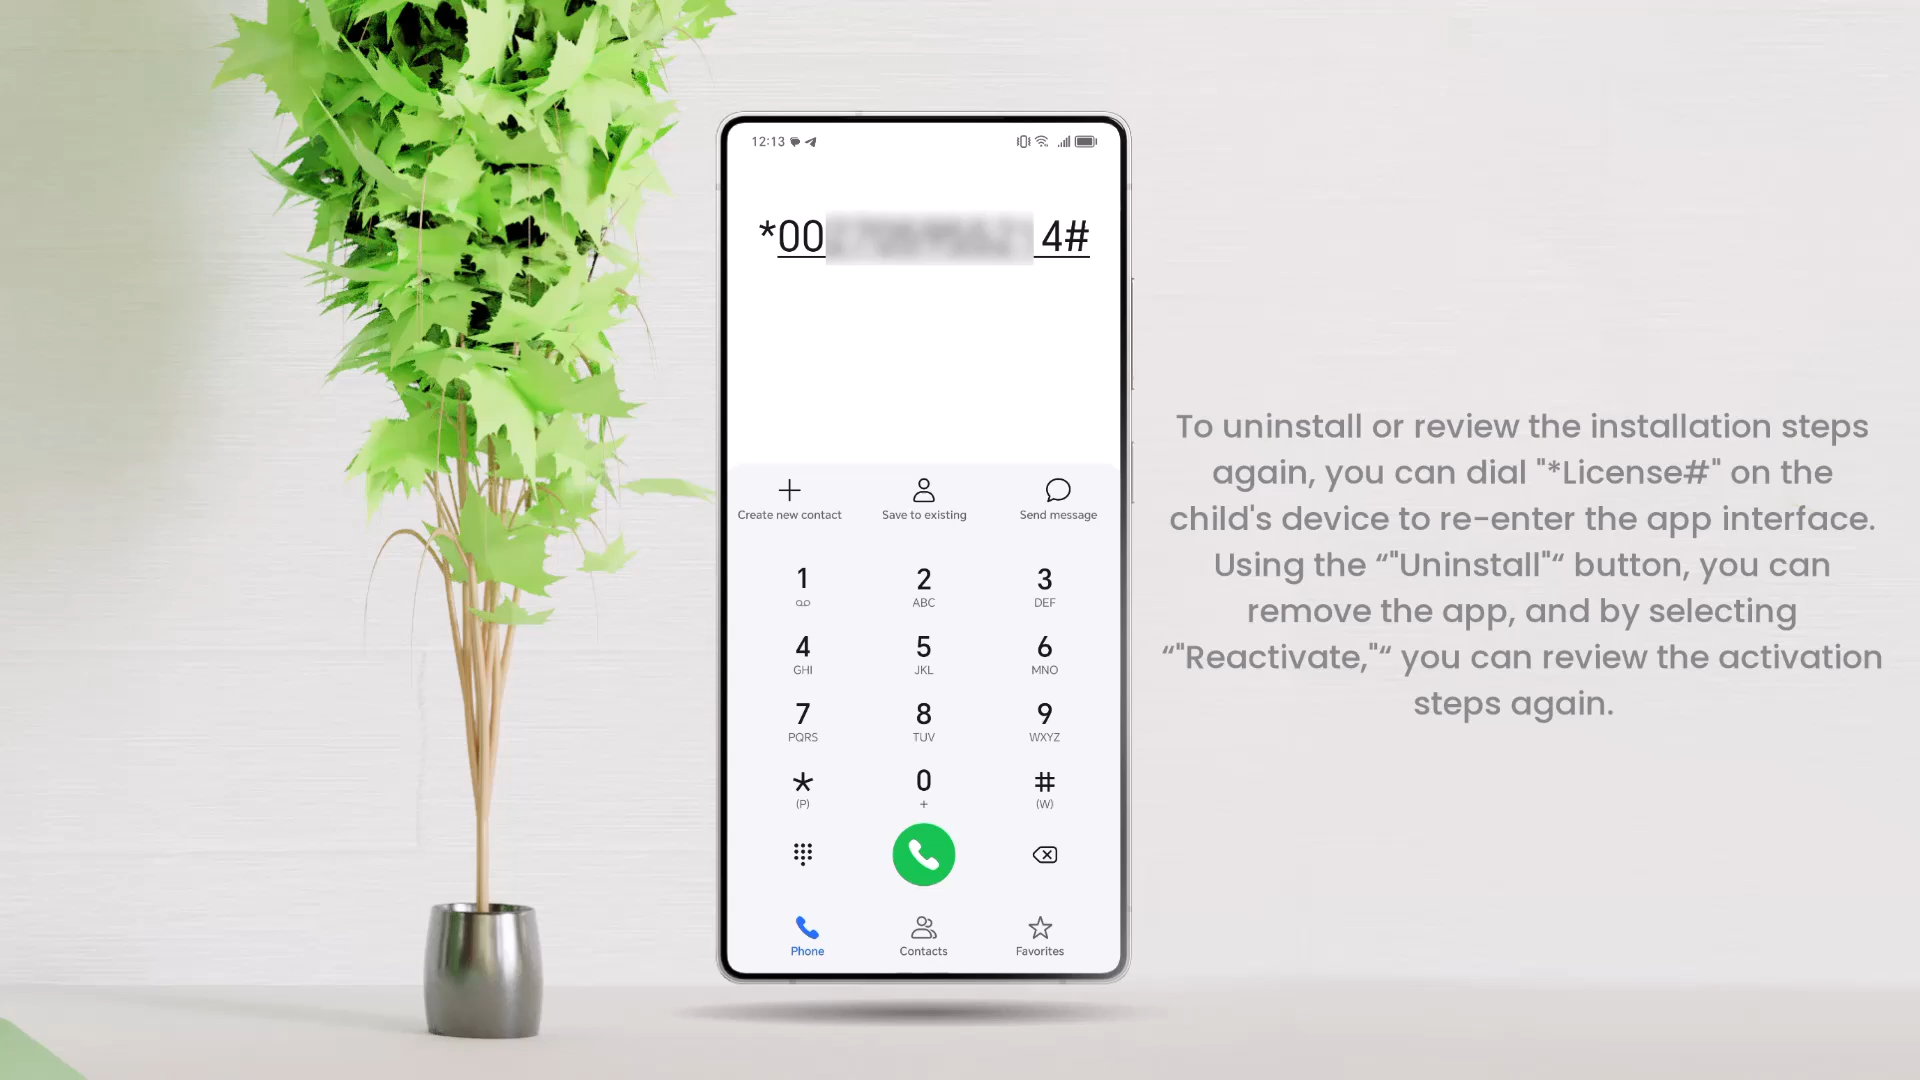 12:13
*00
4#
Create new contact Save to existing Send message
1 2 3
ABC DEF
4 5 6
GHI JKL MNO
7 8 9
PQRS TUV WXYZ
* 0 #
(P) + (W)
Phone Contacts Favorites
To uninstall or review the installation steps
again, you can dial "*License#" on the
child's device to re-enter the app interface.
Using the “"Uninstall"“ button, you can
remove the app, and by selecting
“"Reactivate,"“ you can review the activation
steps again.